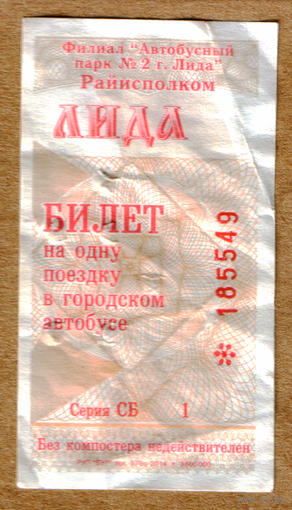 Филиал "Автобусный
парк № 2 г. Лида"
Райисполком
ЛИДА
БИЛЕТ
на одну
поездку
в городском
автобусе
* 185549
Серия СБ 1
Без компостера недействителен